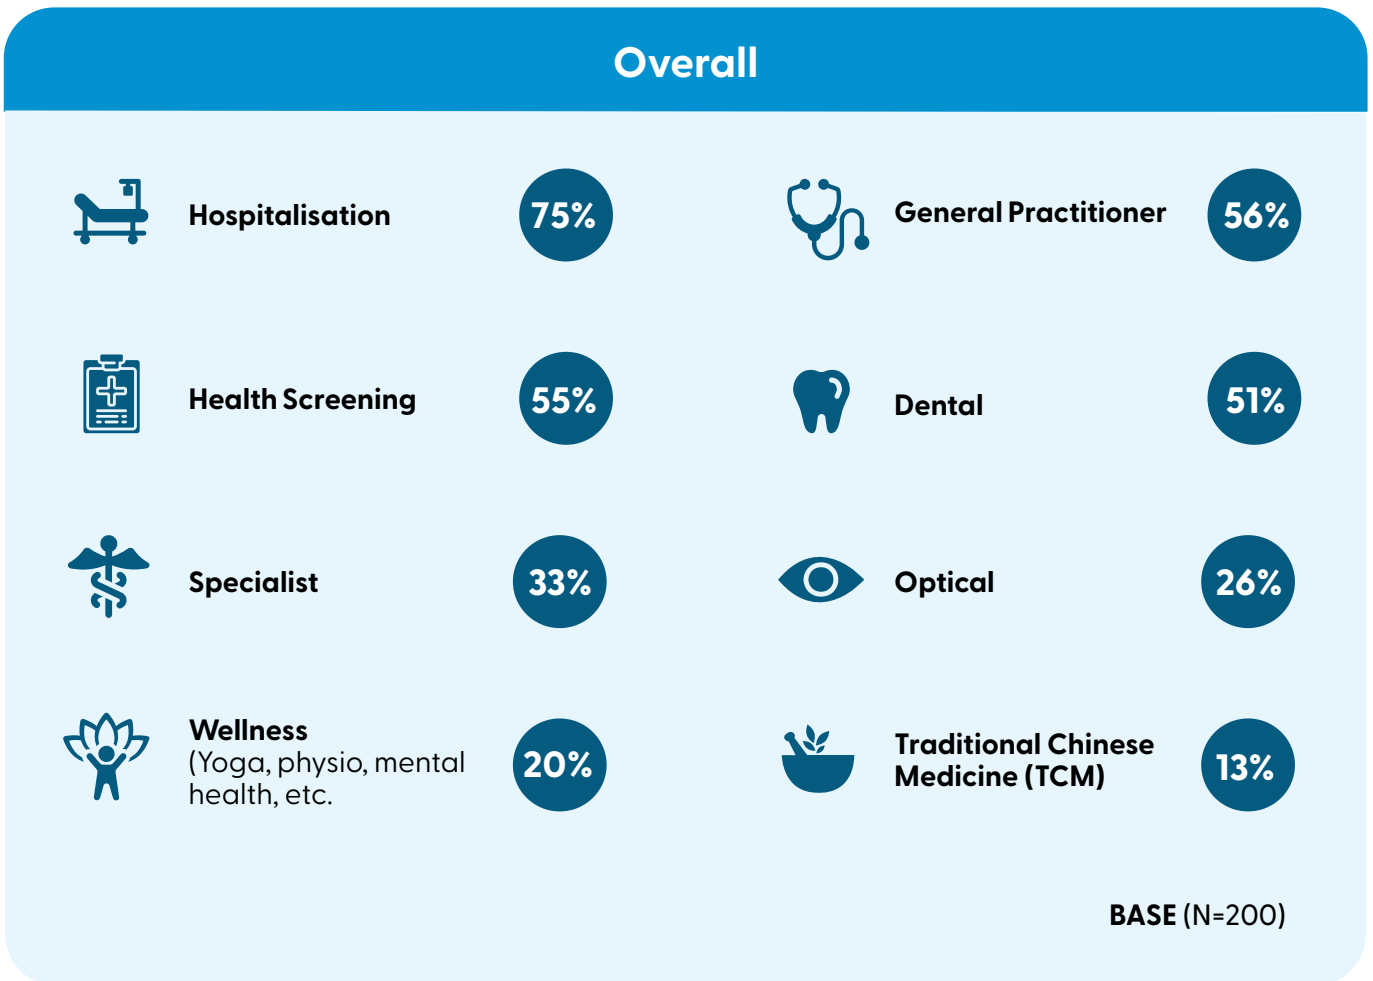 Overall
Hospitalisation
75%
General Practitioner
56%
Health Screening
55%
Dental
51%
Specialist
33%
Optical
26%
Wellness
(Yoga, physio, mental
health, etc.
20%
Traditional Chinese
Medicine (TCM)
13%
BASE (N=200)